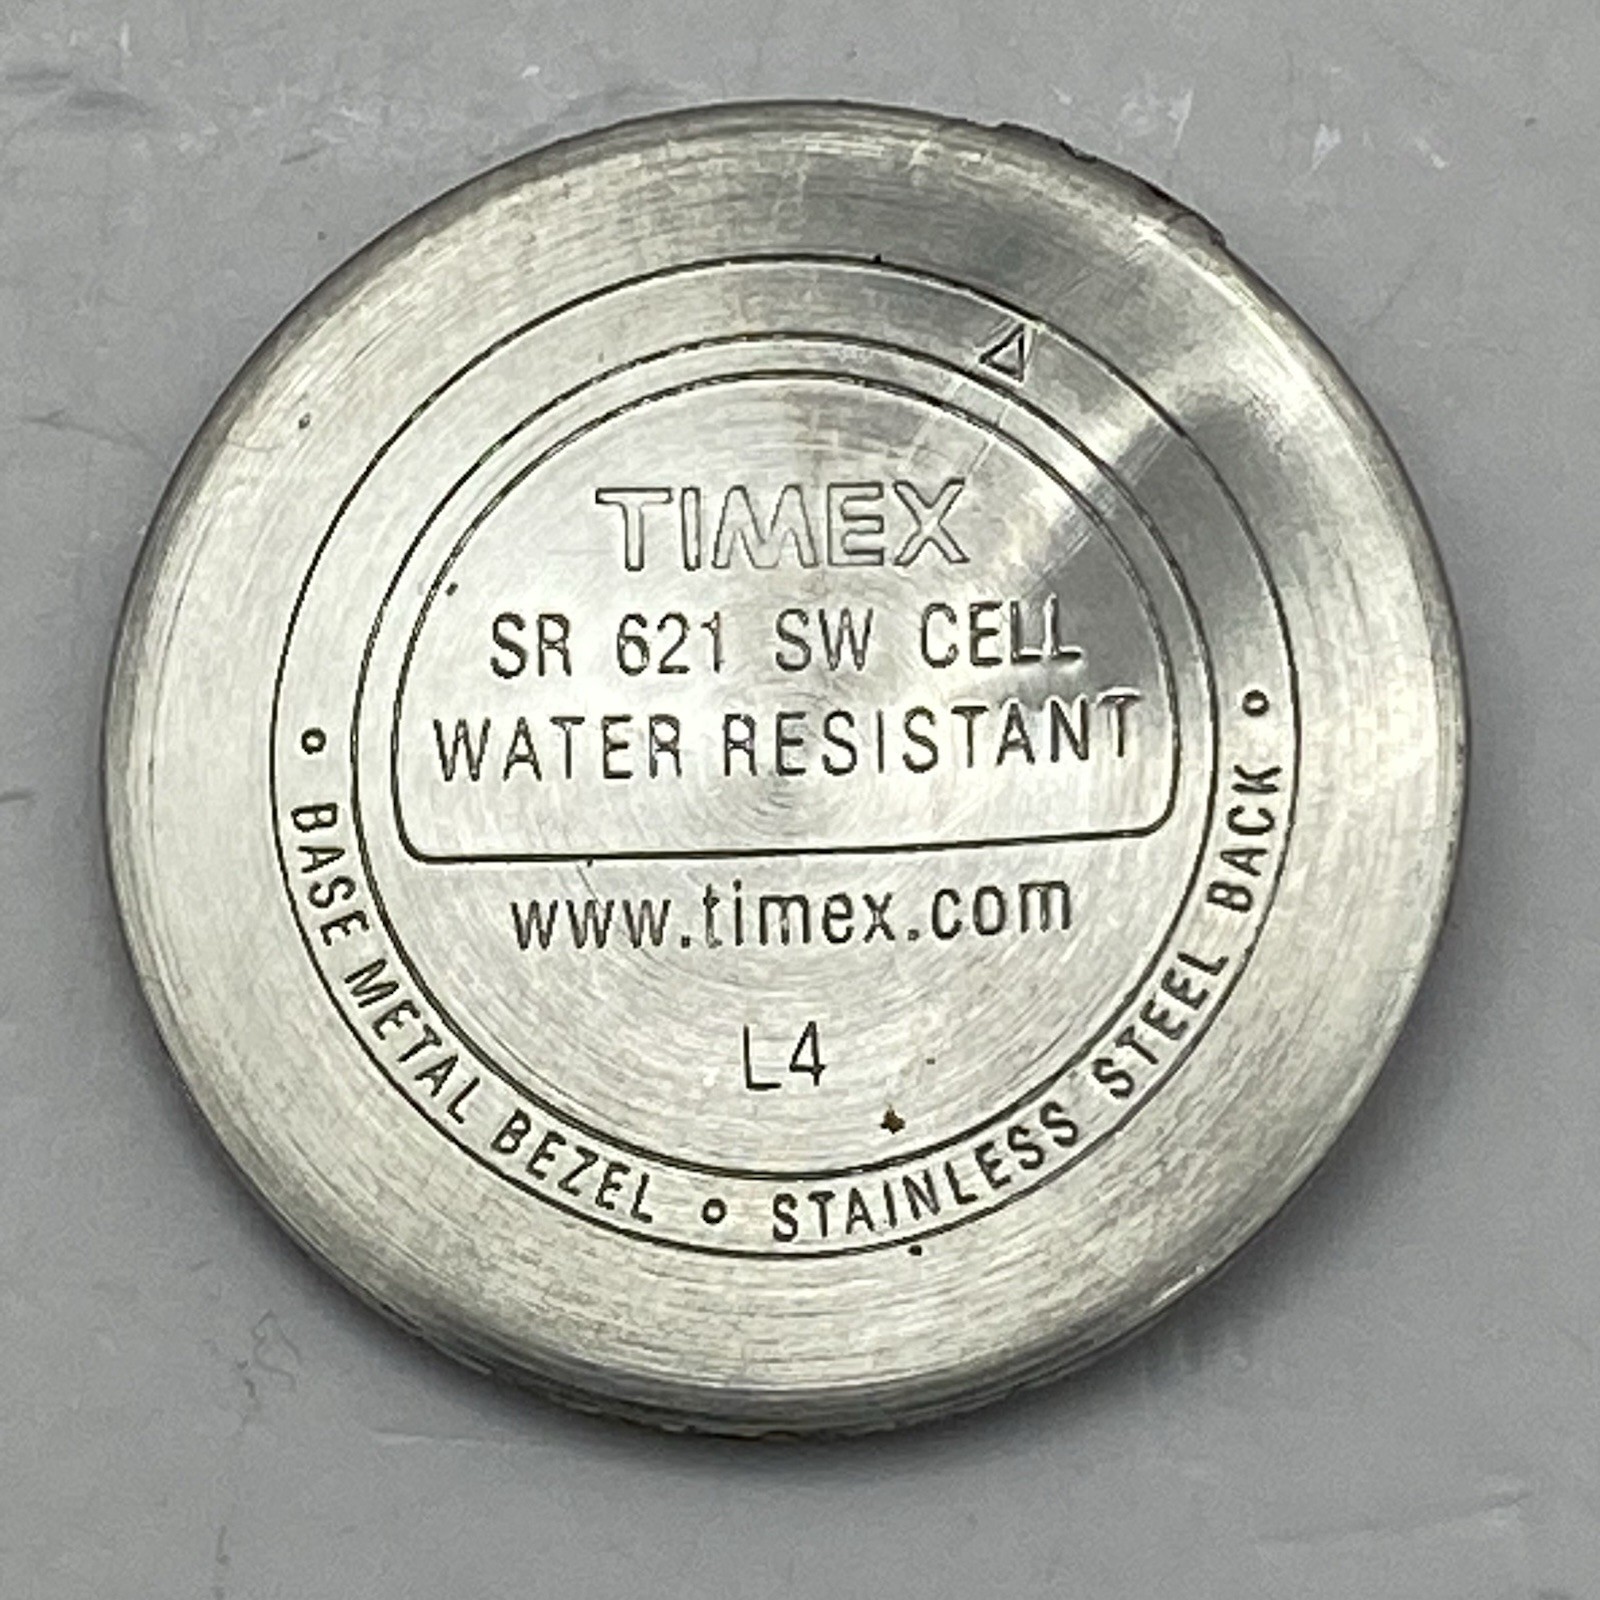 TIMEX
SR 621 SW CELL
WATER RESISTANT
www.timex.com
L4
BASE METAL BEZEL
STAINLESS STEEL BACK